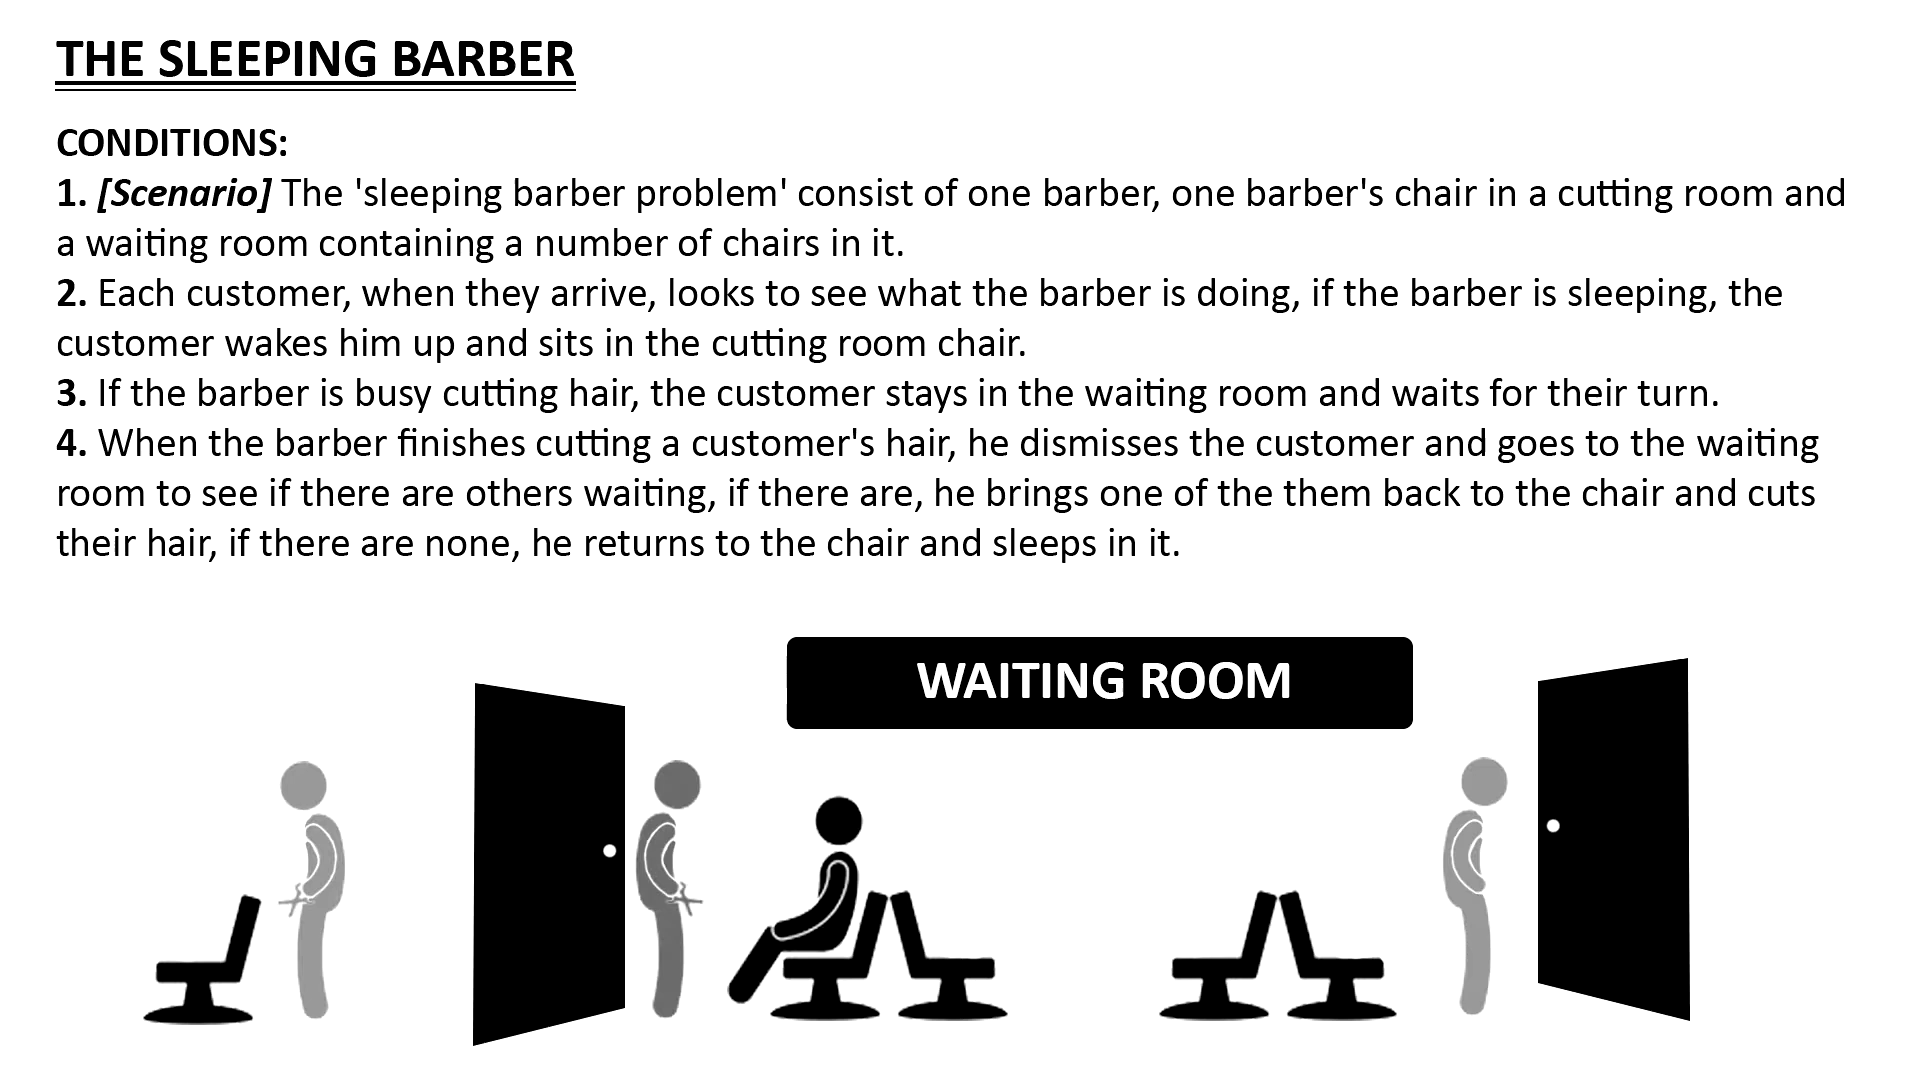 THE SLEEPING BARBER
CONDITIONS:
1. [Scenario] The 'sleeping barber problem' consist of one barber, one barber's chair in a cutting room and
a waiting room containing a number of chairs in it.
2. Each customer, when they arrive, looks to see what the barber is doing, if the barber is sleeping, the
customer wakes him up and sits in the cutting room chair.
3. If the barber is busy cutting hair, the customer stays in the waiting room and waits for their turn.
4. When the barber finishes cutting a customer's hair, he dismisses the customer and goes to the waiting
room to see if there are others waiting, if there are, he brings one of the them back to the chair and cuts
their hair, if there are none, he returns to the chair and sleeps in it.
WAITING ROOM